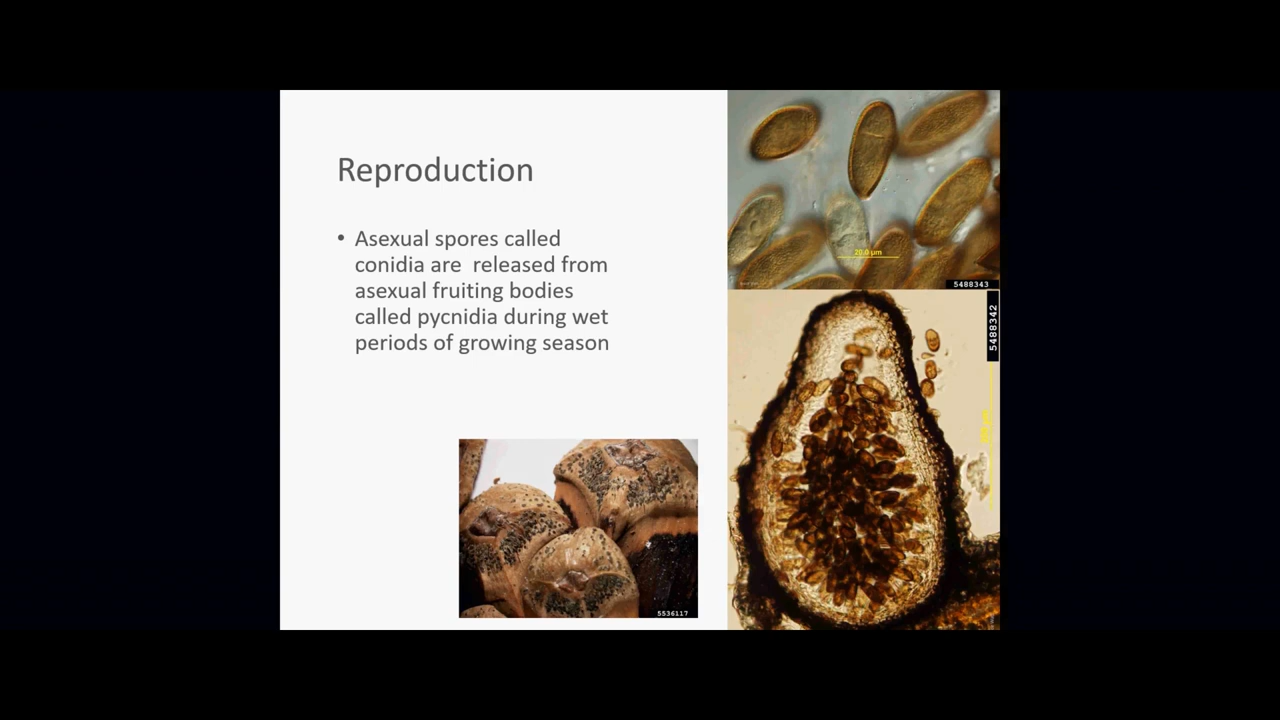 Reproduction
• Asexual spores called
conidia are  released from
asexual fruiting bodies
called pycnidia during wet
periods of growing season
20.0 µm
5488343
5488342
5536117